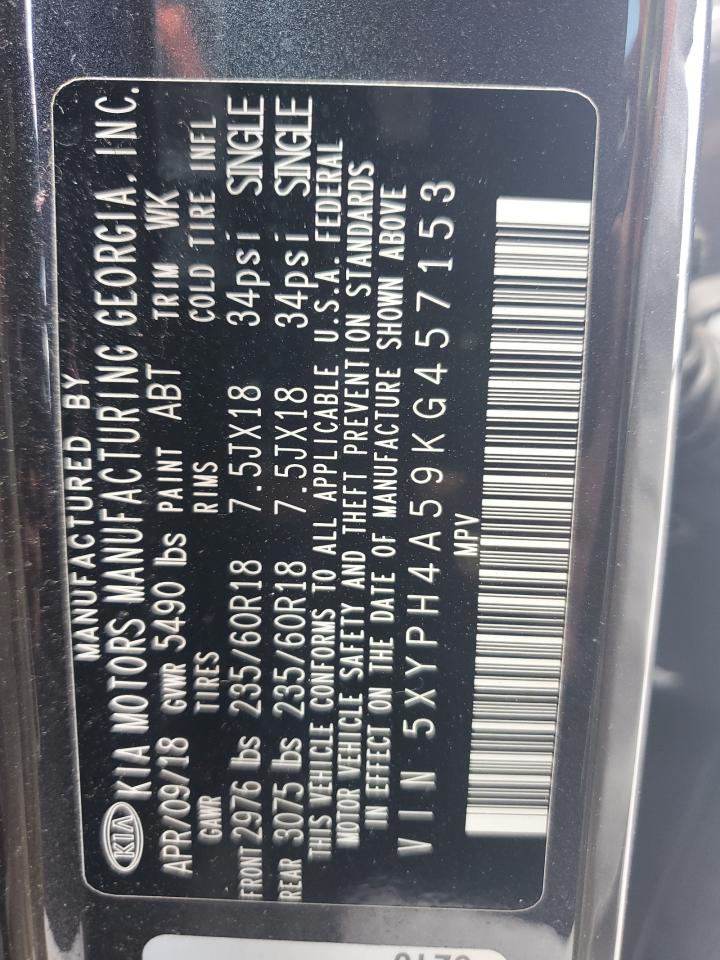 MANUFACTURED BY
KIA KIA MOTORS MANUFACTURING GEORGIA, INC.
APR/09/18 GVWR 5490 lbs PAINT ABT TRIM WK
GAWR TIRES RIMS COLD TIRE INFL
FRONT 2976 lbs 235/60R18 7.5JX18 34psi SINGLE
REAR 3075 lbs 235/60R18 7.5JX18 34psi SINGLE
THIS VEHICLE CONFORMS TO ALL APPLICABLE U.S.A. FEDERAL
MOTOR VEHICLE SAFETY AND THEFT PREVENTION STANDARDS
IN EFFECT ON THE DATE OF MANUFACTURE SHOWN ABOVE
VIN 5XYPH4A59KG457153
MPV